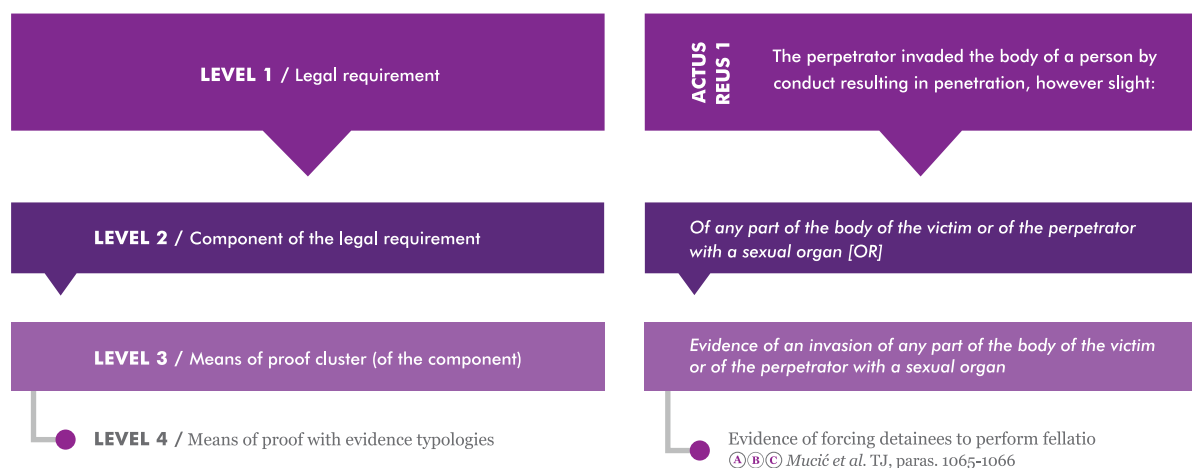 LEVEL 1 / Legal requirement
ACTUS
REUS 1
The perpetrator invaded the body of a person by
conduct resulting in penetration, however slight:
LEVEL 2 / Component of the legal requirement
Of any part of the body of the victim or of the perpetrator
with a sexual organ [OR]
LEVEL 3 / Means of proof cluster (of the component)
Evidence of an invasion of any part of the body of the victim
or of the perpetrator with a sexual organ
LEVEL 4 / Means of proof with evidence typologies
Evidence of forcing detainees to perform fellatio
Ⓐ Ⓑ Ⓒ Mucić et al. TJ, paras. 1065-1066